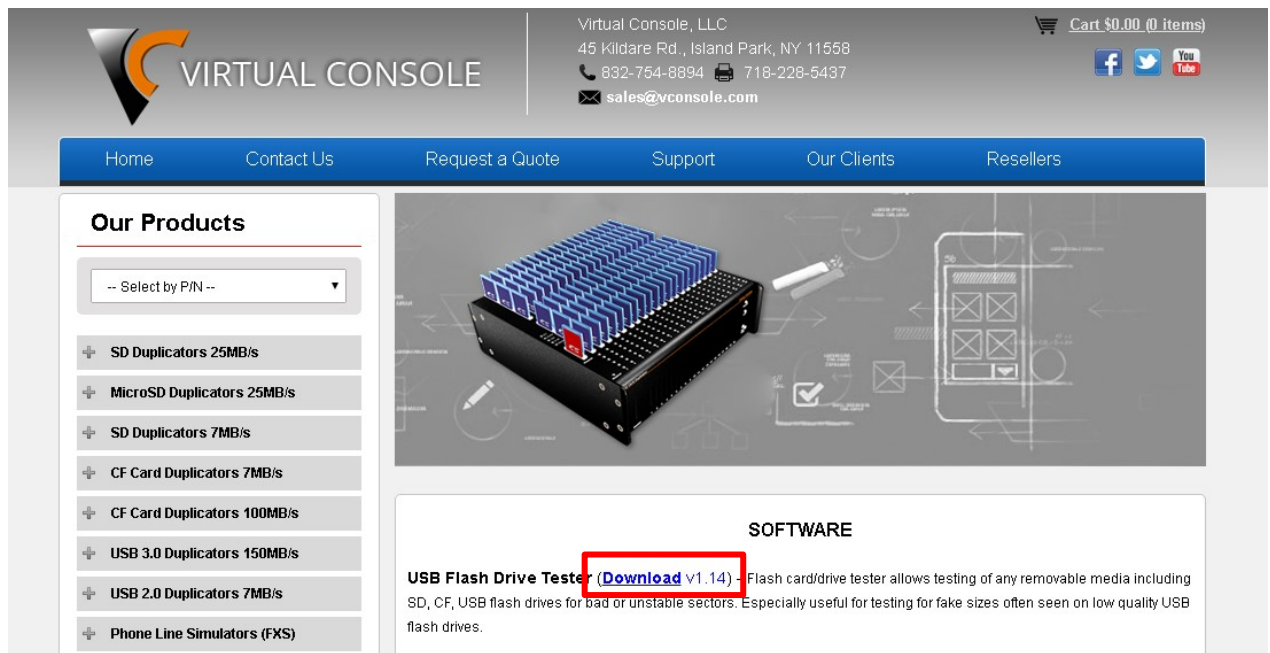 VIRTUAL CONSOLE
Virtual Console, LLC
45 Kildare Rd., Island Park, NY 11558
832-754-8894 718-228-5437
sales@vconsole.com
Cart $0.00 (0 items)
You
Tube
Home Contact Us Request a Quote Support Our Clients Resellers
Our Products
-- Select by P/N --
SD Duplicators 25MB/s
MicroSD Duplicators 25MB/s
SD Duplicators 7MB/s
CF Card Duplicators 7MB/s
CF Card Duplicators 100MB/s
USB 3.0 Duplicators 150MB/s
USB 2.0 Duplicators 7MB/s
Phone Line Simulators (FXS)
SOFTWARE
USB Flash Drive Tester (Download v1.14) - Flash card/drive tester allows testing of any removable media including
SD, CF, USB flash drives for bad or unstable sectors. Especially useful for testing for fake sizes often seen on low quality USB
flash drives.